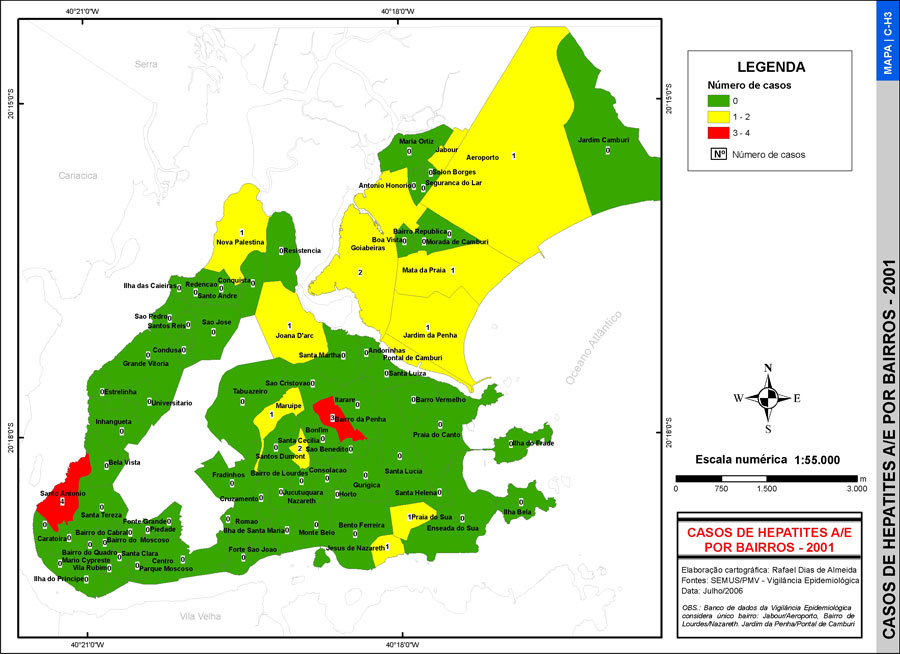 40°21'0"W
40°18'0"W
MAPA | C-H3
Serra
LEGENDA
Número de casos
0
1 - 2
3 - 4
Nº Número de casos
20°15'0"S
20°15'0"S
Maria Ortiz
0
Jabour
Aeroporto
1
Jardim Camburi
0
Cariacica
0 Solon Borges
Antonio Honorio 0
0 Seguranca do Lar
1
Nova Palestina
0 Resistencia
Bairro Republica 0
Boa Vista 0
0 Morada de Camburi
Goiabeiras
2
Mata da Praia 1
Ilha das Caieiras 0
Redencao 0
Conquista 0
0 Santo Andre
Sao Pedro 0
Santos Reis 0
Sao Jose
0
1
Joana D'arc
1
Jardim da Penha
Oceano Atlântico
Condusa 0
0
Grande Vitoria
Santa Martha 0
0 Andorinhas
Pontal de Camburi
0 Santa Luiza
Sao Cristovao 0
0 Estrelinha
Tabuazeiro
0
0 Universitario
Maruipe
1
Itarare
0
0 Barro Vermelho
3
Bairro da Penha
Inhangueta
0
Bonfim
0
Santa Cecilia
0
2
Sao Benedito 0
Santos Dumont
0
Praia do Canto
0 Ilha do Frade
20°18'0"S
20°18'0"S
N
W E
S
Bela Vista
0
Fradinhos
0
Bairro de Lourdes
0
Consolacao
0
0
Gurigica
0
Santa Lucia
Escala numérica 1:55.000
0 750 1.500 3.000
m
Santo Antonio
4
Cruzamento 0
0 Jucutuquara
Nazareth
0 Horto
Santa Helena 0
0
Ilha Bela
0
Santa Tereza
0
Caratoira 0
Fonte Grande 0
0 Piedade
Bairro do Cabral 0
0 Bairro do Moscoso
0 Romao
Ilha de Santa Maria 0
0
Monte Belo
Bento Ferreira
0
1 Praia do Sua
0
Enseada do Sua
Jesus de Nazareth 1
0
Bairro do Quadro
0 Santa Clara
0 Mario Cypreste
Vila Rubim 0
Centro
0
0
Parque Moscoso
Forte Sao Joao
0
Ilha do Principe 0
Vila Velha
CASOS DE HEPATITES A/E
POR BAIRROS - 2001
Elaboração cartográfica: Rafael Dias de Almeida
Fontes: SEMUS/PMV - Vigilância Epidemiológica
Data: Julho/2006
OBS.: Banco de dados da Vigilância Epidemiológica
considera único bairro: Jabour/Aeroporto, Bairro de
Lourdes/Nazareth. Jardim da Penha/Pontal de Camburi
CASOS DE HEPATITES A/E POR BAIRROS - 2001
40°21'0"W
40°18'0"W